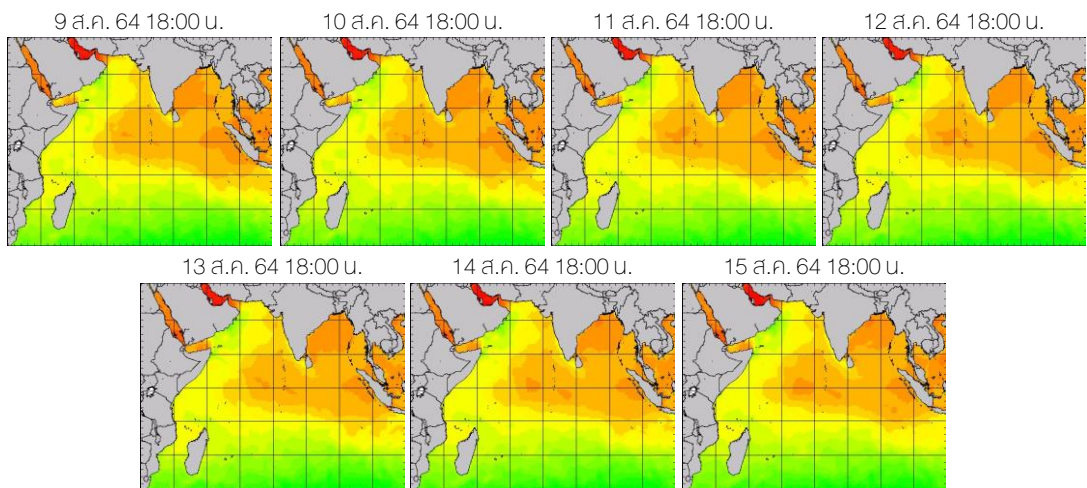 9 ส.ค. 64 18:00 น. 10 ส.ค. 64 18:00 น. 11 ส.ค. 64 18:00 น. 12 ส.ค. 64 18:00 น.
13 ส.ค. 64 18:00 น. 14 ส.ค. 64 18:00 น. 15 ส.ค. 64 18:00 น.